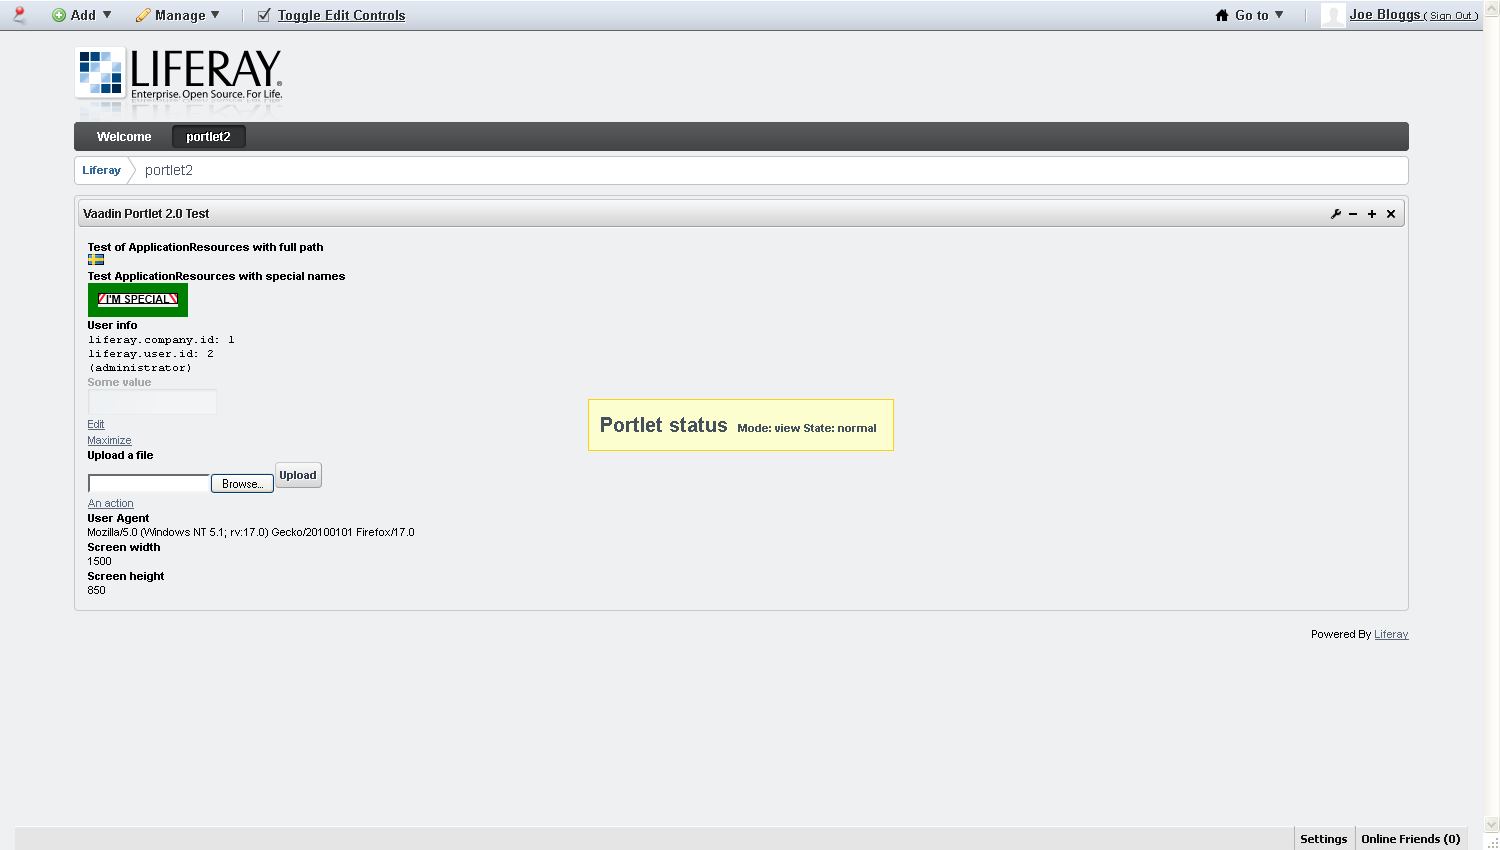 Add Manage Toggle Edit Controls Go to Joe Bloggs ( Sign Out )
LIFERAY®
Enterprise. Open Source. For Life.
Welcome portlet2
Liferay portlet2
Vaadin Portlet 2.0 Test
Test of ApplicationResources with full path
Test ApplicationResources with special names
I'M SPECIAL
User info
liferay.company.id: 1
liferay.user.id: 2
(administrator)
Some value
Portlet status Mode: view State: normal
Edit
Maximize
Upload a file
Browse... Upload
An action
User Agent
Mozilla/5.0 (Windows NT 5.1; rv:17.0) Gecko/20100101 Firefox/17.0
Screen width
1500
Screen height
850
Powered By Liferay
Settings Online Friends (0)